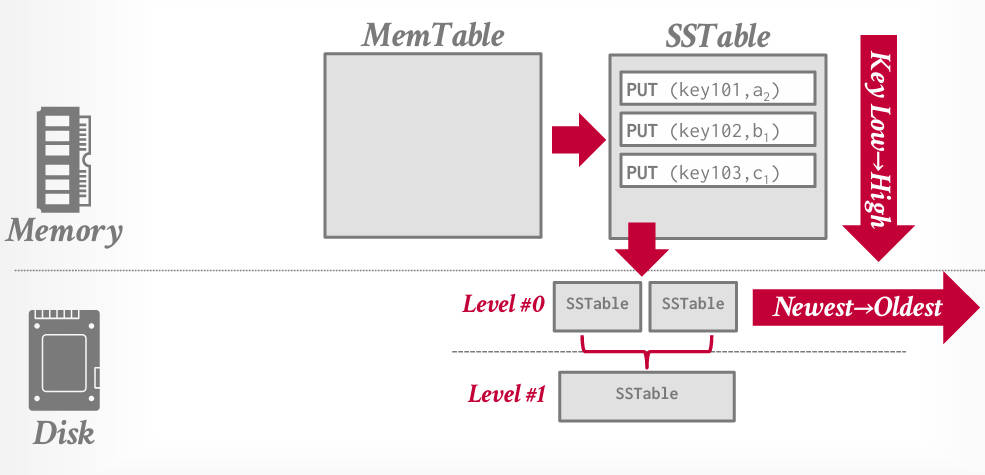 MemTable
SSTable
PUT (key101,a₂)
PUT (key102,b₁)
PUT (key103,c₁)
Key Low→High
Memory
Level #0
SSTable
SSTable
Newest→Oldest
Level #1
SSTable
Disk